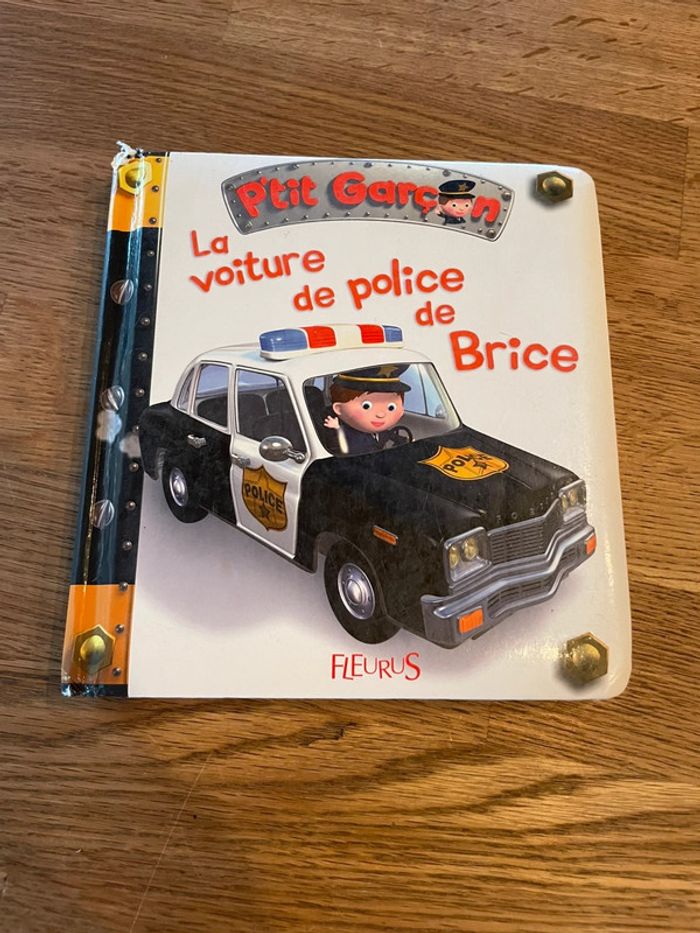 P'tit Garçon
La
voiture
de police
de
Brice
POLICE
POLICE
FLEURUS